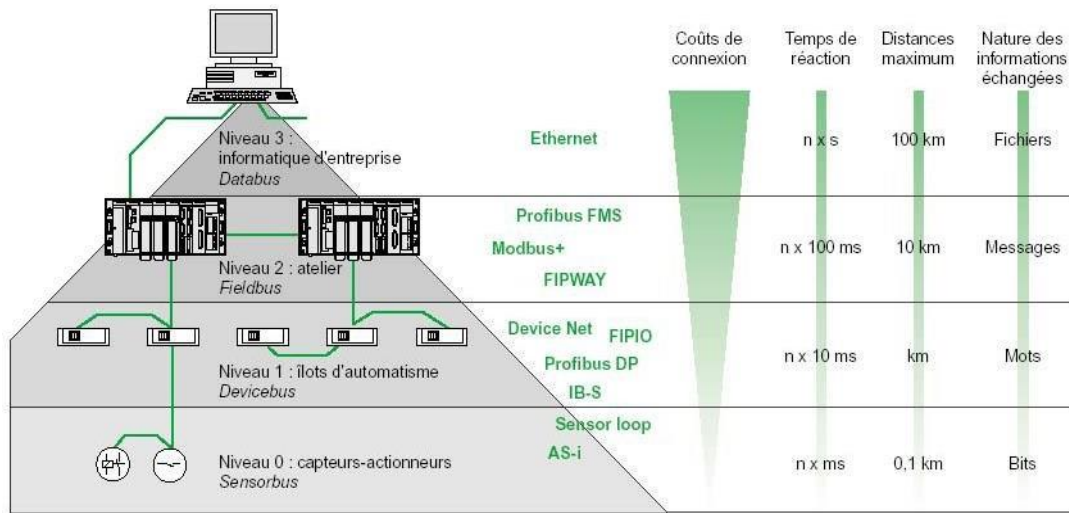 Coûts de
connexion
Temps de
réaction
Distances
maximum
Nature des
informations
échangées
Niveau 3 :
informatique d'entreprise
Databus
Ethernet
n x s
100 km
Fichiers
Profibus FMS
Modbus+
FIPWAY
Niveau 2 : atelier
Fieldbus
n x 100 ms
10 km
Messages
Device Net
FIPIO
Profibus DP
IB-S
Niveau 1 : îlots d'automatisme
Devicebus
n x 10 ms
km
Mots
Sensor loop
AS-i
Niveau 0 : capteurs-actionneurs
Sensorbus
n x ms
0,1 km
Bits